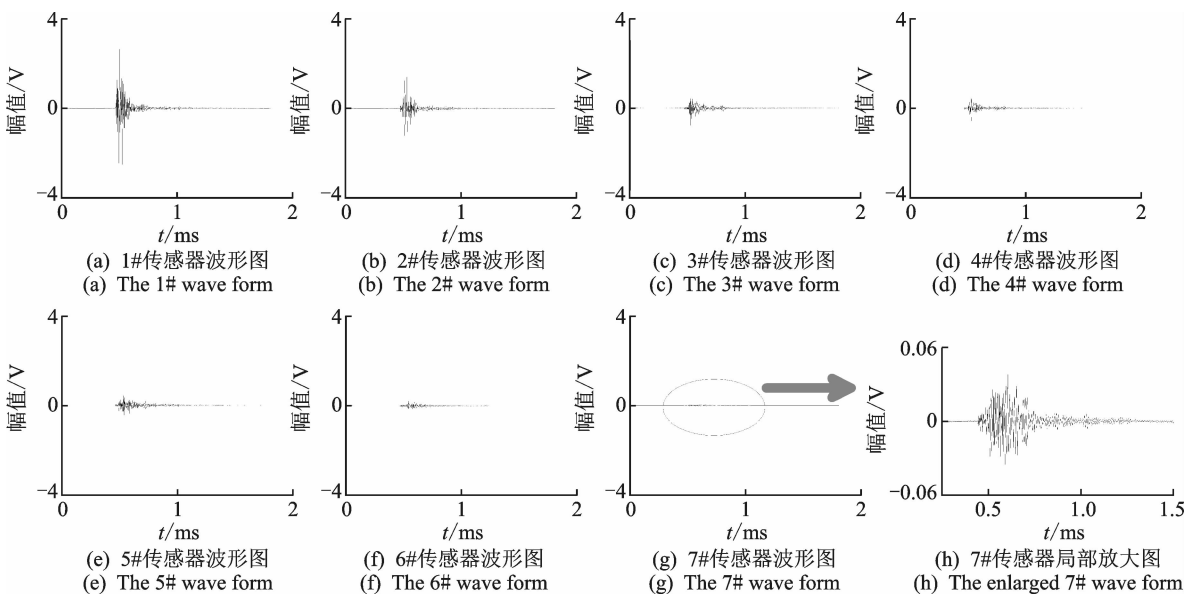 4
0
−4
幅值/V
0
1
2
t/ms
(a) 1#传感器波形图
(a) The 1# wave form
4
0
−4
幅值/V
0
1
2
t/ms
(b) 2#传感器波形图
(b) The 2# wave form
4
0
−4
幅值/V
0
1
2
t/ms
(c) 3#传感器波形图
(c) The 3# wave form
4
0
−4
幅值/V
0
1
2
t/ms
(d) 4#传感器波形图
(d) The 4# wave form
4
0
−4
幅值/V
0
1
2
t/ms
(e) 5#传感器波形图
(e) The 5# wave form
4
0
−4
幅值/V
0
1
2
t/ms
(f) 6#传感器波形图
(f) The 6# wave form
4
0
−4
幅值/V
0
1
2
t/ms
(g) 7#传感器波形图
(g) The 7# wave form
0.06
0
−0.06
幅值/V
0.5
1.0
1.5
t/ms
(h) 7#传感器局部放大图
(h) The enlarged 7# wave form